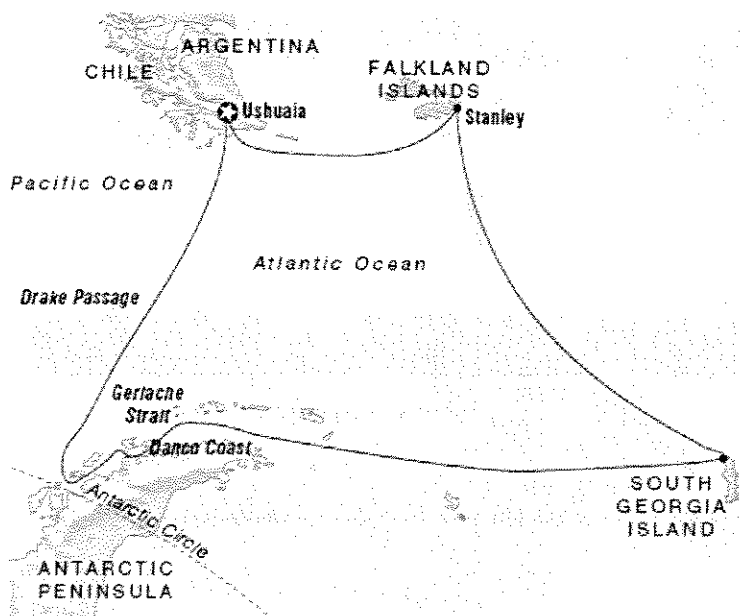 ARGENTINA
CHILE
FALKLAND
ISLANDS
Ushuaia
Stanley
Pacific Ocean
Atlantic Ocean
Drake Passage
Gerlache
Strait
Danco Coast
Antarctic Circle
SOUTH
GEORGIA
ISLAND
ANTARCTIC
PENINSULA